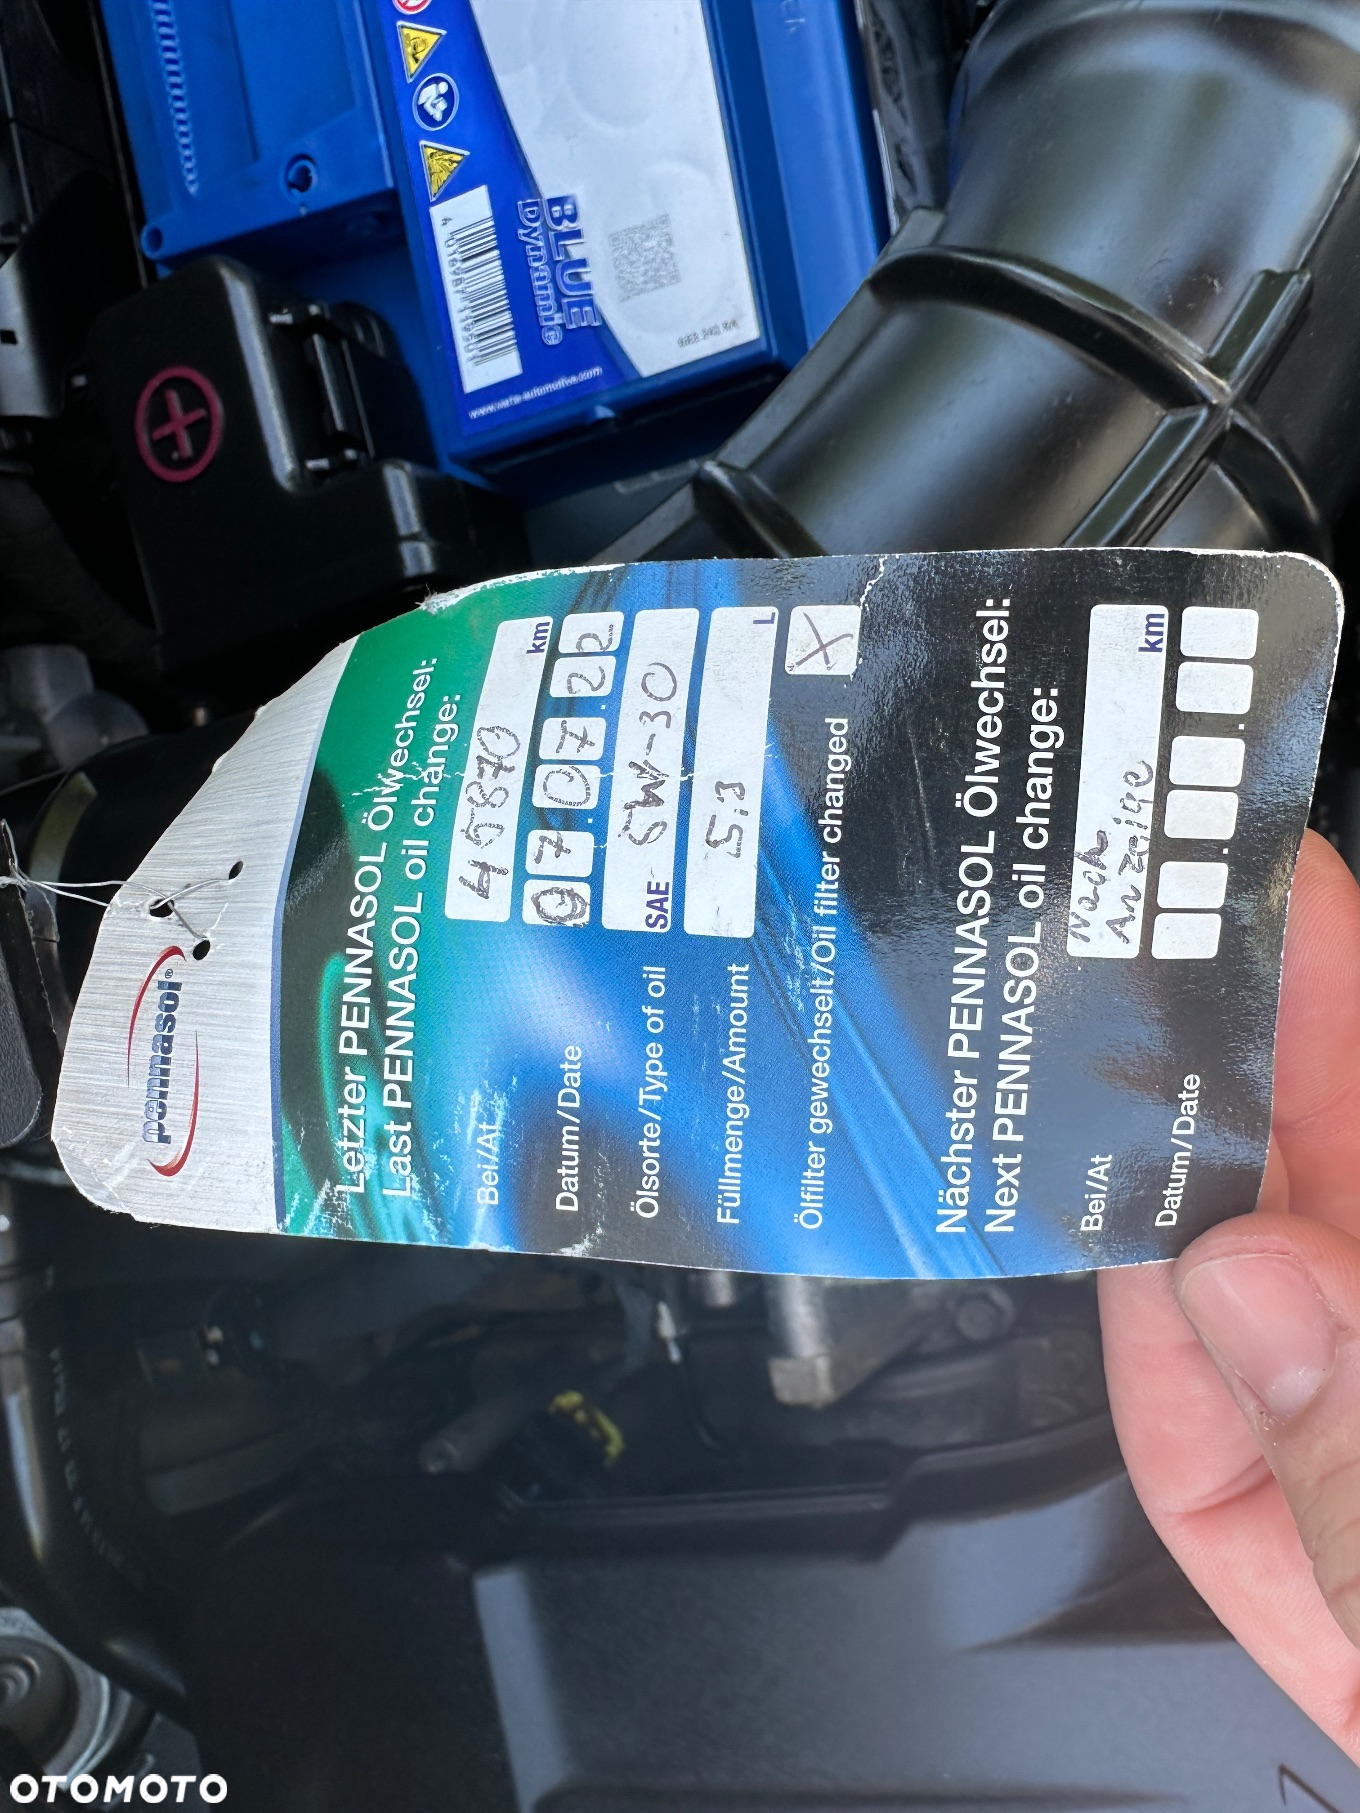 BLUE
Dynamic
www.varta-automotive.com
pennasol®
Letzter PENNASOL Ölwechsel:
Last PENNASOL oil change:
Bei/At 45870 km
Datum/Date 07.07.22
Ölsorte/Type of oil SAE 5W-30
Füllmenge/Amount 5,3 L
Ölfilter gewechselt/Oil filter changed X
Nächster PENNASOL Ölwechsel:
Next PENNASOL oil change:
Bei/At Nach Anzeige km
Datum/Date
OTOMOTO